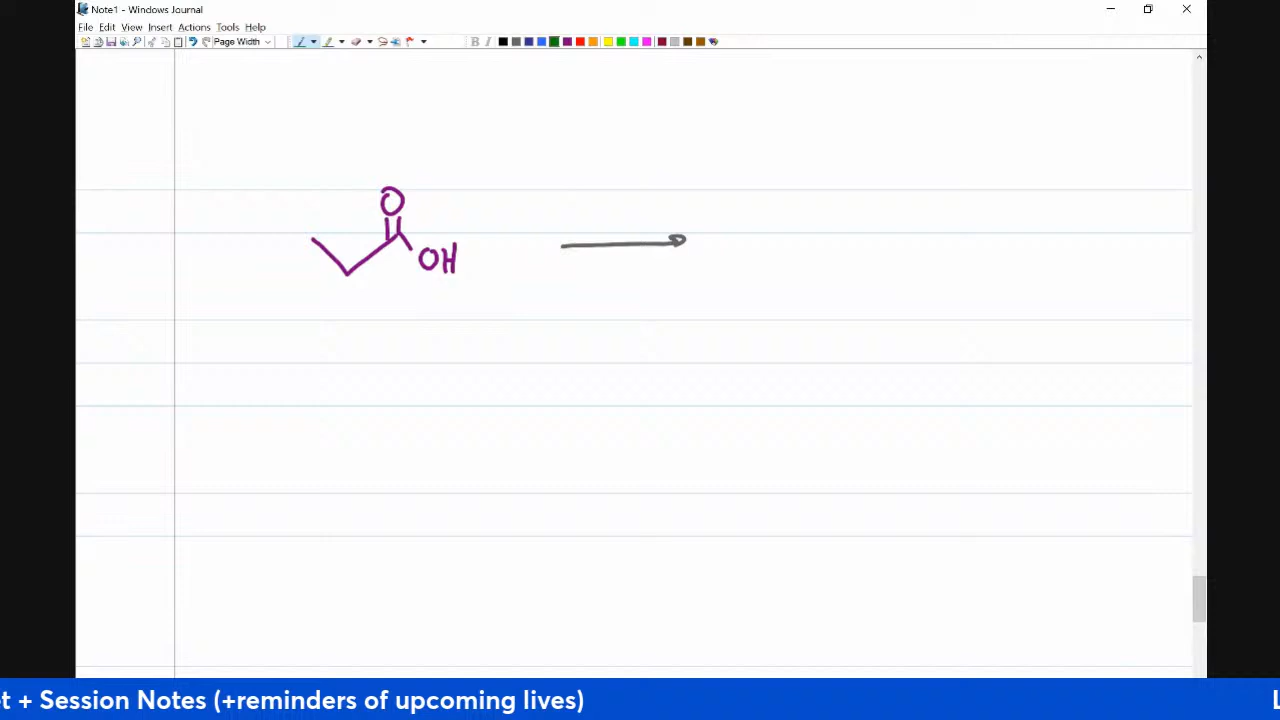 Note1 - Windows Journal
File Edit View Insert Actions Tools Help
Page Width
B I
O
OH
t + Session Notes (+reminders of upcoming lives)
L